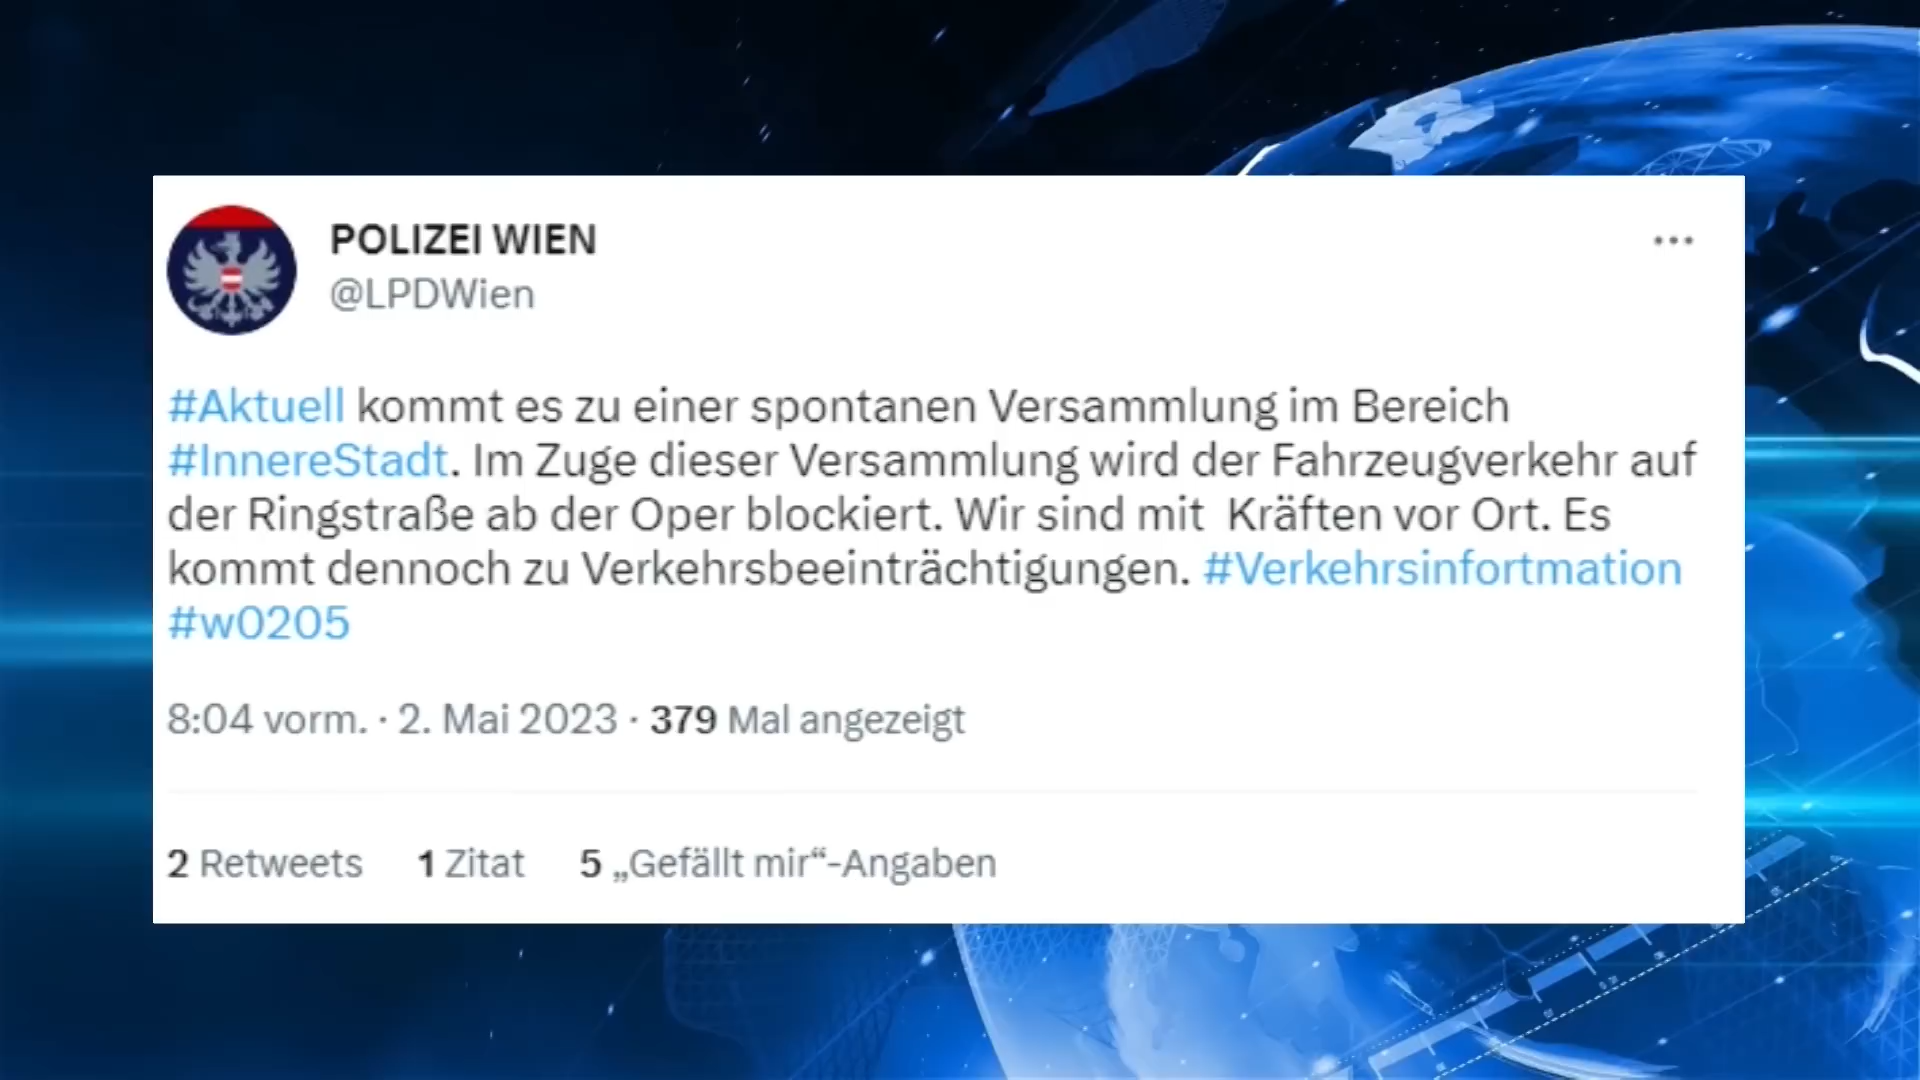 POLIZEI WIEN
@LPDWien
#Aktuell kommt es zu einer spontanen Versammlung im Bereich
#InnereStadt. Im Zuge dieser Versammlung wird der Fahrzeugverkehr auf
der Ringstraße ab der Oper blockiert. Wir sind mit  Kräften vor Ort. Es
kommt dennoch zu Verkehrsbeeinträchtigungen. #Verkehrsinfortmation
#w0205
8:04 vorm. · 2. Mai 2023 · 379 Mal angezeigt
2 Retweets 1 Zitat 5 „Gefällt mir“-Angaben